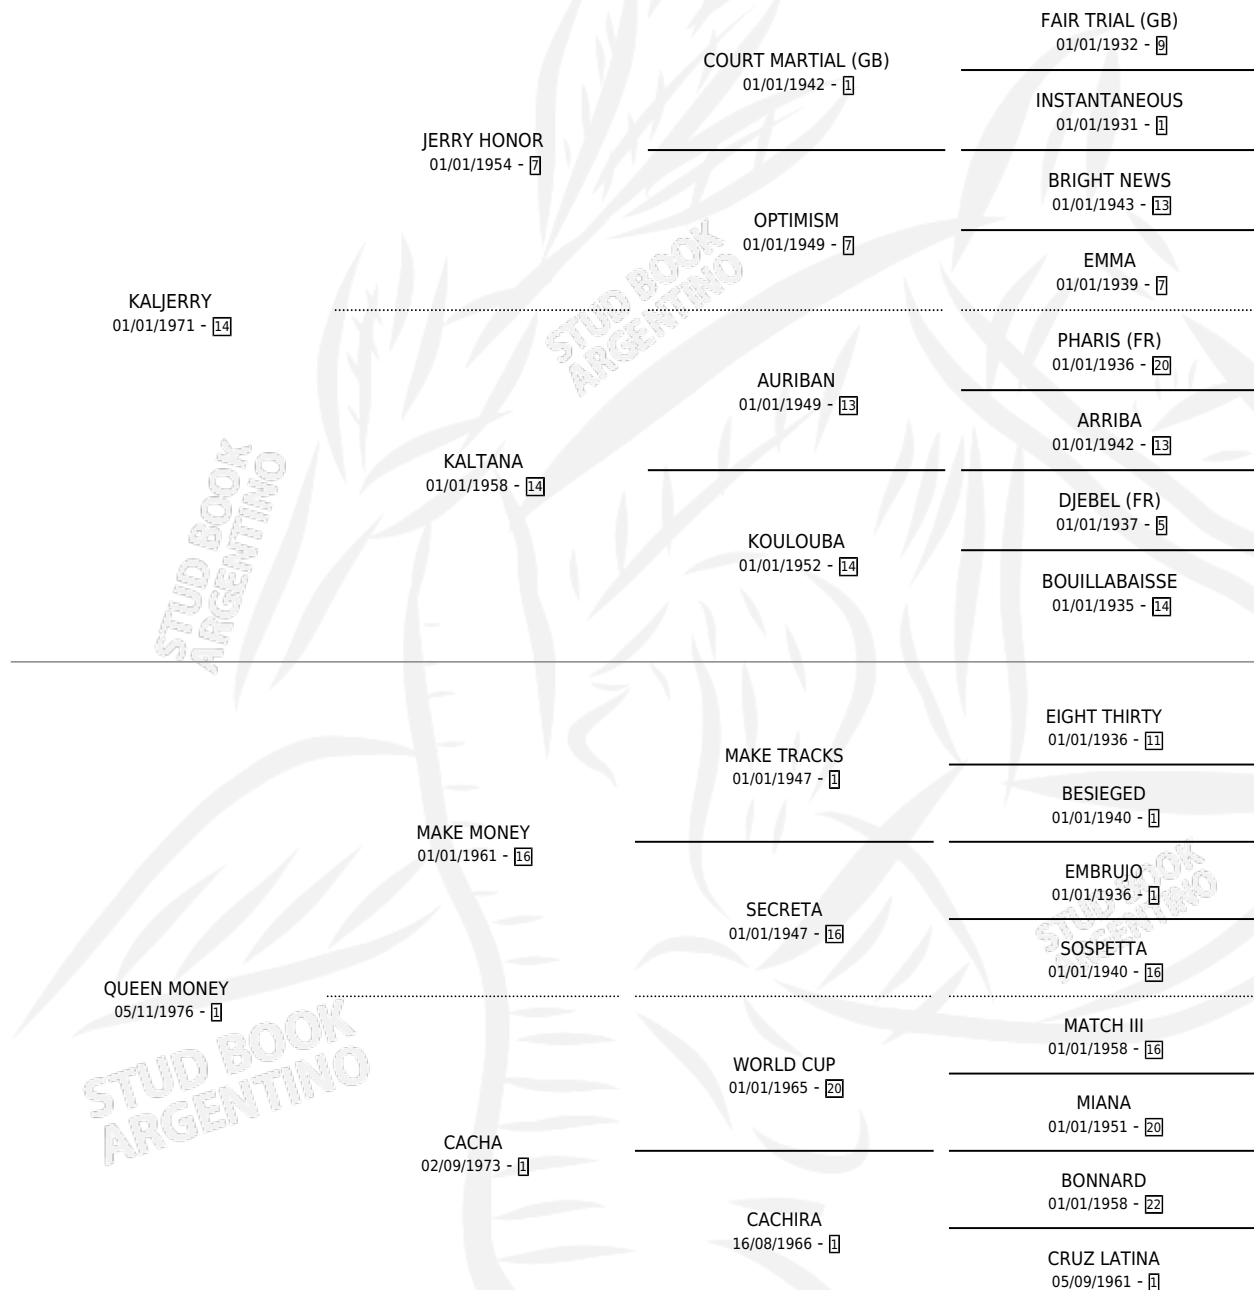 FAIR TRIAL (GB)
01/01/1932 - 9
COURT MARTIAL (GB)
01/01/1942 - 1
INSTANTANEOUS
01/01/1931 - 1
JERRY HONOR
01/01/1954 - 7
BRIGHT NEWS
01/01/1943 - 13
OPTIMISM
01/01/1949 - 7
EMMA
01/01/1939 - 7
KALJERRY
01/01/1971 - 14
PHARIS (FR)
01/01/1936 - 20
AURIBAN
01/01/1949 - 13
ARRIBA
01/01/1942 - 13
KALTANA
01/01/1958 - 14
DJEBEL (FR)
01/01/1937 - 5
KOULOUBA
01/01/1952 - 14
BOUILLABAISSE
01/01/1935 - 14
EIGHT THIRTY
01/01/1936 - 11
MAKE TRACKS
01/01/1947 - 1
BESIEGED
01/01/1940 - 1
MAKE MONEY
01/01/1961 - 16
EMBRUJO
01/01/1936 - 1
SECRETA
01/01/1947 - 16
SOSPETTA
01/01/1940 - 16
QUEEN MONEY
05/11/1976 - 1
MATCH III
01/01/1958 - 16
WORLD CUP
01/01/1965 - 20
MIANA
01/01/1951 - 20
CACHA
02/09/1973 - 1
BONNARD
01/01/1958 - 22
CACHIRA
16/08/1966 - 1
CRUZ LATINA
05/09/1961 - 1
STUD BOOK
ARGENTINO
STUD BOOK
ARGENTINO
STUD BOOK
ARGENTINO
STUD BOOK
ARGENTINO